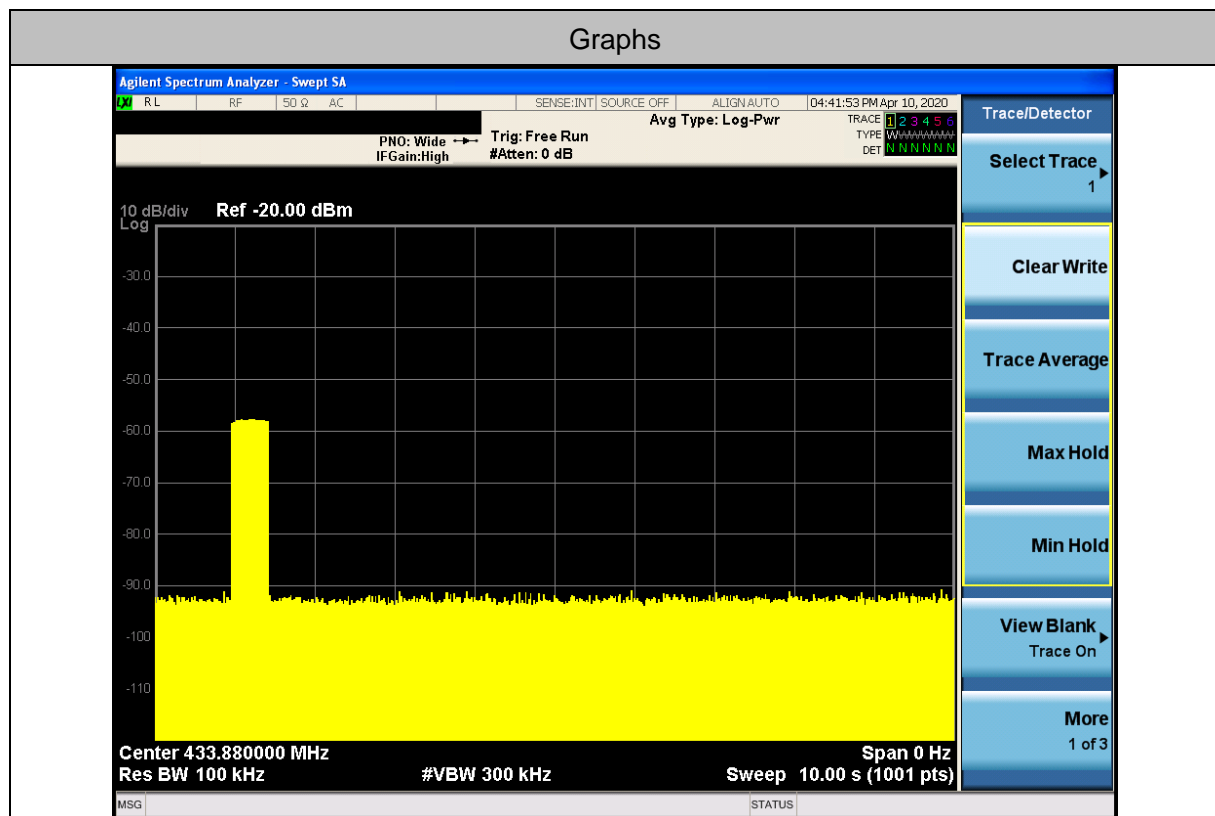 Graphs
Agilent Spectrum Analyzer - Swept SA
LXI RL RF 50 Ω AC SENSE:INT SOURCE OFF ALIGN AUTO 04:41:53 PM Apr 10, 2020
Avg Type: Log-Pwr TRACE 1 2 3 4 5 6
PNO: Wide Trig: Free Run TYPE WWWWWW
IFGain:High #Atten: 0 dB DET N N N N N N
10 dB/div Ref -20.00 dBm
Log
-30.0
-40.0
-50.0
-60.0
-70.0
-80.0
-90.0
-100
-110
Center 433.880000 MHz Span 0 Hz
Res BW 100 kHz #VBW 300 kHz Sweep 10.00 s (1001 pts)
MSG STATUS
Trace/Detector
Select Trace
1
Clear Write
Trace Average
Max Hold
Min Hold
View Blank
Trace On
More
1 of 3